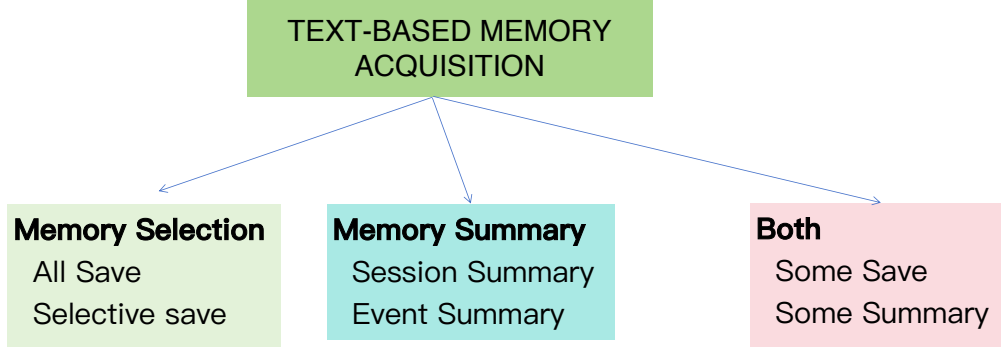 TEXT-BASED MEMORY
ACQUISITION
Memory Selection
All Save
Selective save
Memory Summary
Session Summary
Event Summary
Both
Some Save
Some Summary